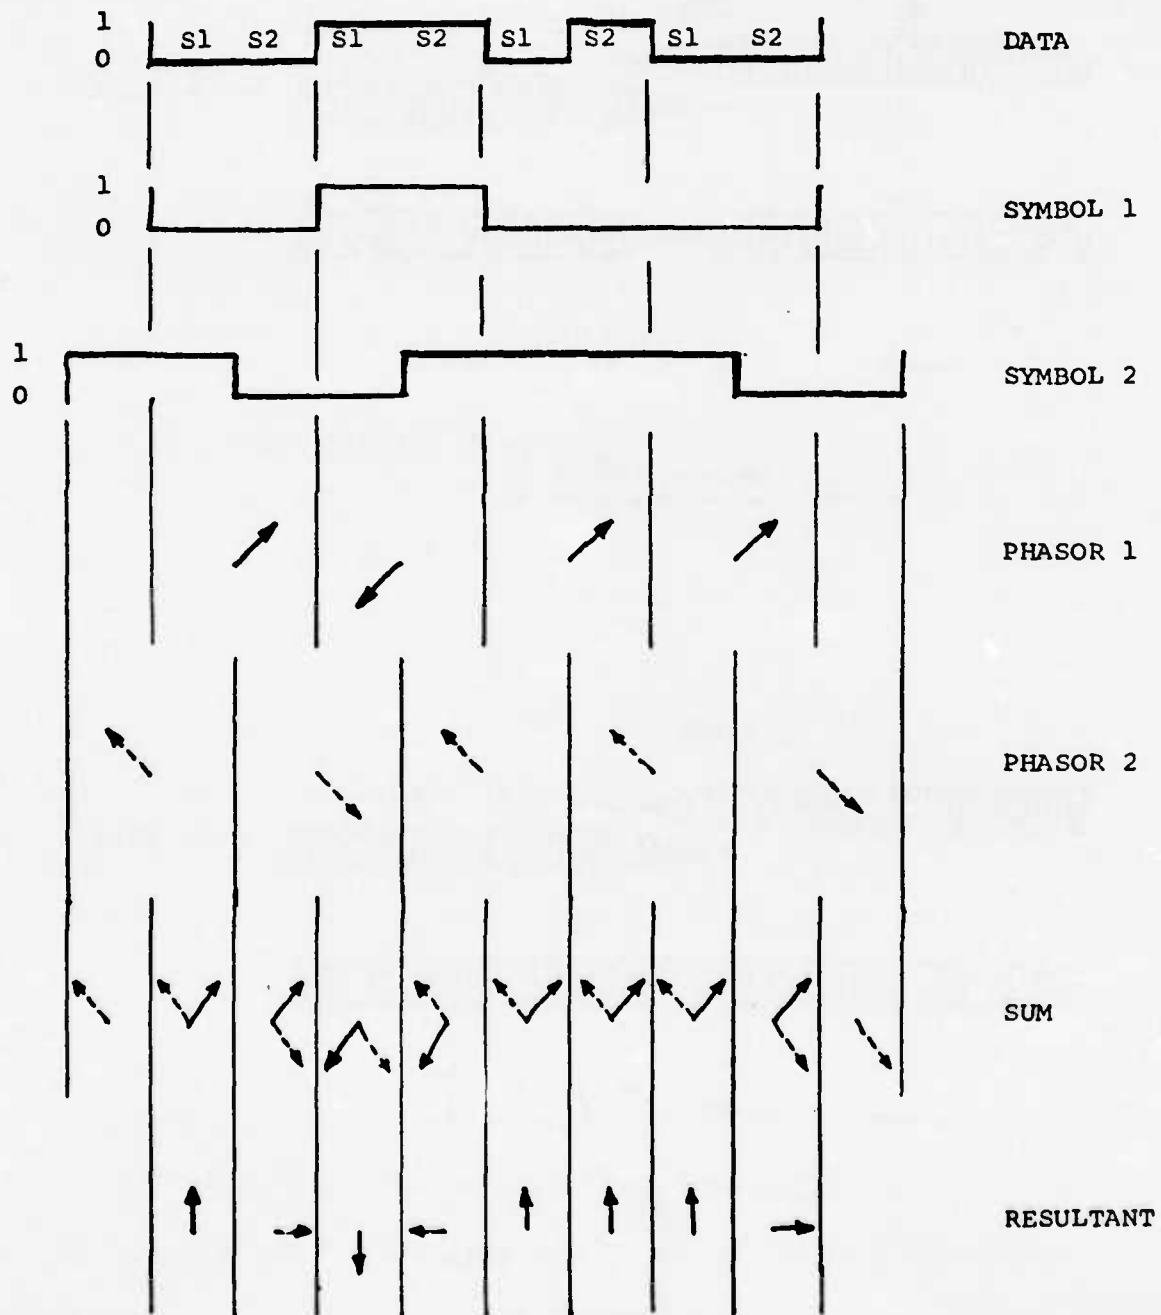 1
S1 S2 S1 S2 S1 S2 S1 S2 DATA
0
1
SYMBOL 1
0
1
SYMBOL 2
0
PHASOR 1
PHASOR 2
SUM
RESULTANT